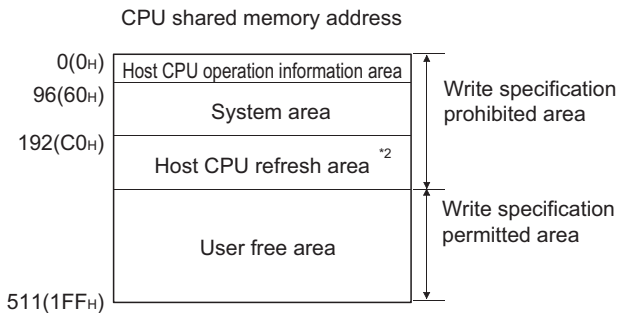 CPU shared memory address
0(0H)
Host CPU operation information area
96(60H)
System area
192(C0H)
Host CPU refresh area *2
Write specification
prohibited area
User free area
Write specification
permitted area
511(1FFH)